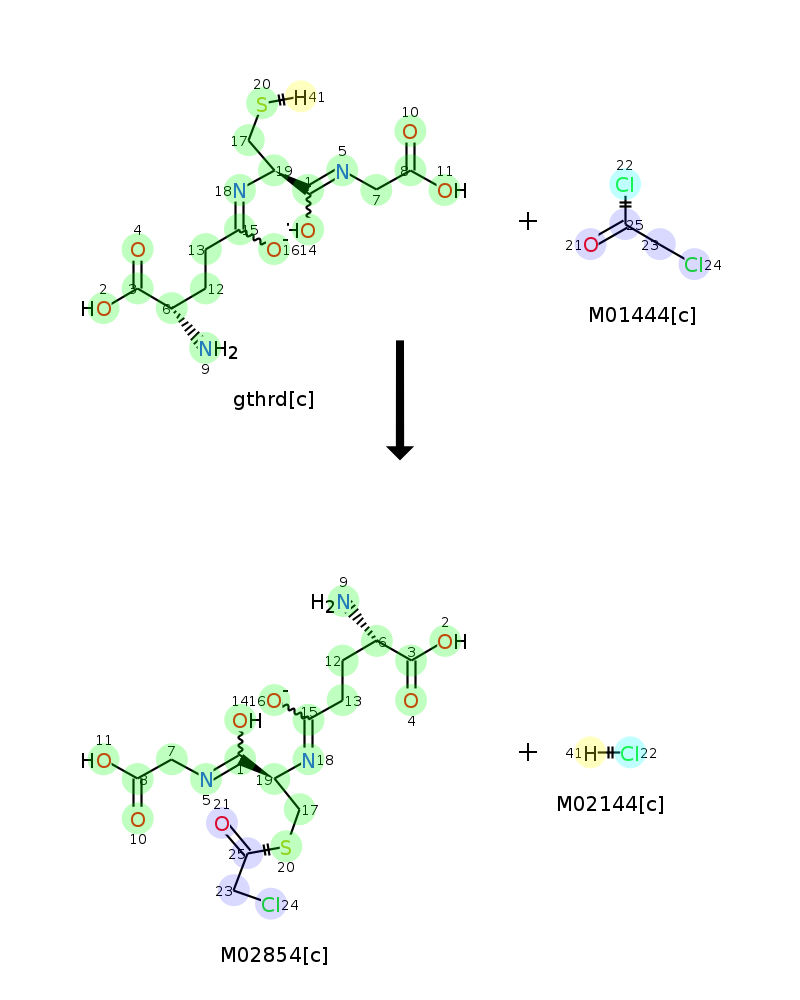 20
S H 41
17
10
O
22
Cl
5
N
19
1
8
11
OH
18 N
7
+
25
4
O
15
HO
14
O-
16
13
21 O
23
Cl 24
2
HO
3
6
12
M01444[c]
NH2
9
gthrd[c]
9
H2N
2
OH
6
3
12
14 16 O-
OH
15
13
O
4
11
HO
7
+
41 H Cl 22
8
N
5
1
N 18
19
M02144[c]
10
O
21
O
17
25
S
20
23
Cl 24
M02854[c]